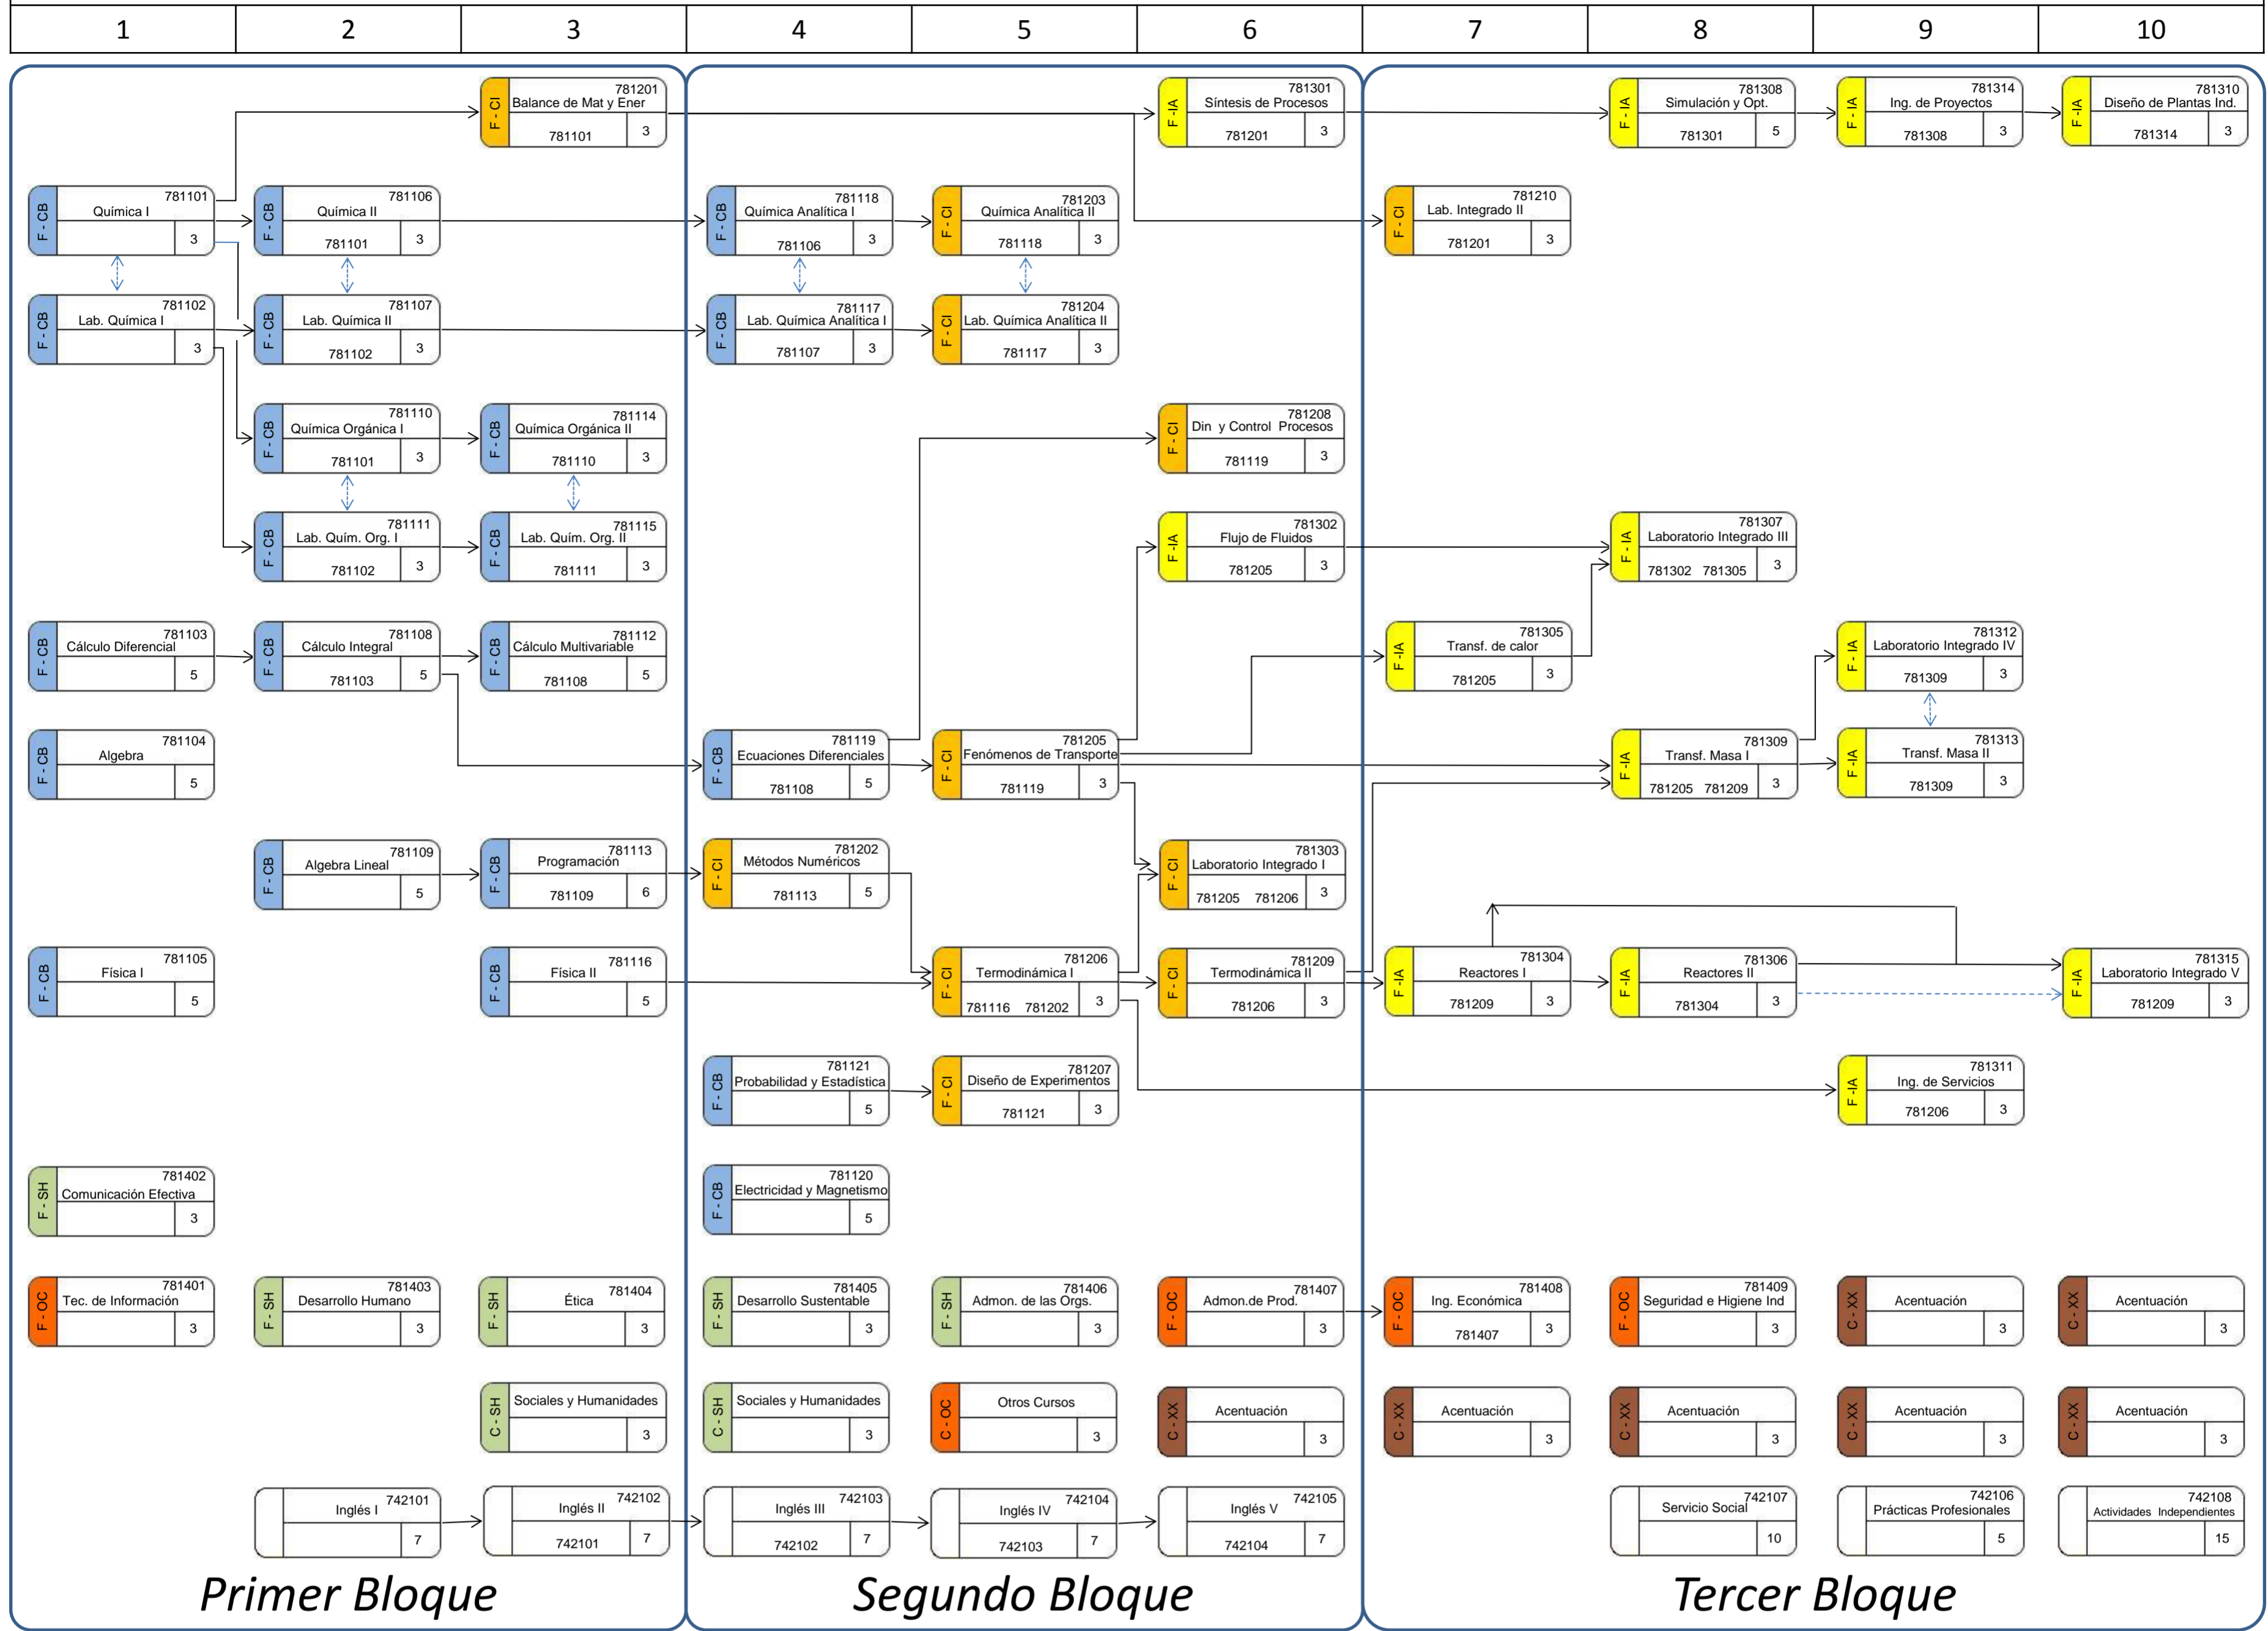 1 2 3 4 5 6 7 8 9 10
F - CI
781201
Balance de Mat y Ener
781101 3
F -IA
781301
Síntesis de Procesos
781201 3
F - IA
781308
Simulación y Opt.
781301 5
F - IA
781314
Ing. de Proyectos
781308 3
F -IA
781310
Diseño de Plantas Ind.
781314 3
F - CB
781101
Química I
3
F - CB
781106
Química II
781101 3
F - CB
781118
Química Analítica I
781106 3
F - CI
781203
Química Analítica II
781118 3
F - CI
781210
Lab. Integrado II
781201 3
F - CB
781102
Lab. Química I
3
F - CB
781107
Lab. Química II
781102 3
F - CB
781117
Lab. Química Analítica I
781107 3
F - CI
781204
Lab. Química Analítica II
781117 3
F - CB
781110
Química Orgánica I
781101 3
F - CB
781114
Química Orgánica II
781110 3
F - CI
781208
Din y Control Procesos
781119 3
F - CB
781111
Lab. Quím. Org. I
781102 3
F - CB
781115
Lab. Quím. Org. II
781111 3
F -IA
781302
Flujo de Fluidos
781205 3
F - IA
781307
Laboratorio Integrado III
781302 781305 3
F - CB
781103
Cálculo Diferencial
5
F - CB
781108
Cálculo Integral
781103 5
F - CB
781112
Cálculo Multivariable
781108 5
F -IA
781305
Transf. de calor
781205 3
F - IA
781312
Laboratorio Integrado IV
781309 3
F - CB
781104
Algebra
5
F - CB
781119
Ecuaciones Diferenciales
781108 5
F - CI
781205
Fenómenos de Transporte
781119 3
F -IA
781309
Transf. Masa I
781205 781209 3
F -IA
781313
Transf. Masa II
781309 3
F - CB
781109
Algebra Lineal
5
F - CB
781113
Programación
781109 6
F - CI
781202
Métodos Numéricos
781113 5
F - CI
781303
Laboratorio Integrado I
781205 781206 3
F - CB
781105
Física I
5
F - CB
781116
Física II
5
F - CI
781206
Termodinámica I
781116 781202 3
F - CI
781209
Termodinámica II
781206 3
F -IA
781304
Reactores I
781209 3
F -IA
781306
Reactores II
781304 3
F -IA
781315
Laboratorio Integrado V
781209 3
F - CB
781121
Probabilidad y Estadística
5
F - CI
781207
Diseño de Experimentos
781121 3
F -IA
781311
Ing. de Servicios
781206 3
F - SH
781402
Comunicación Efectiva
3
F - CB
781120
Electricidad y Magnetismo
5
F - OC
781401
Tec. de Información
3
F - SH
781403
Desarrollo Humano
3
F - SH
781404
Ética
3
F - SH
781405
Desarrollo Sustentable
3
F - SH
781406
Admon. de las Orgs.
3
F - OC
781407
Admon.de Prod.
3
F - OC
781408
Ing. Económica
781407 3
F - OC
781409
Seguridad e Higiene Ind
3
C - XX
Acentuación
3
C - XX
Acentuación
3
C - SH
Sociales y Humanidades
3
C - SH
Sociales y Humanidades
3
C - OC
Otros Cursos
3
C - XX
Acentuación
3
C - XX
Acentuación
3
C - XX
Acentuación
3
C - XX
Acentuación
3
C - XX
Acentuación
3
742101
Inglés I
7
742102
Inglés II
742101 7
742103
Inglés III
742102 7
742104
Inglés IV
742103 7
742105
Inglés V
742104 7
742107
Servicio Social
10
742106
Prácticas Profesionales
5
742108
Actividades Independientes
15
Primer Bloque
Segundo Bloque
Tercer Bloque